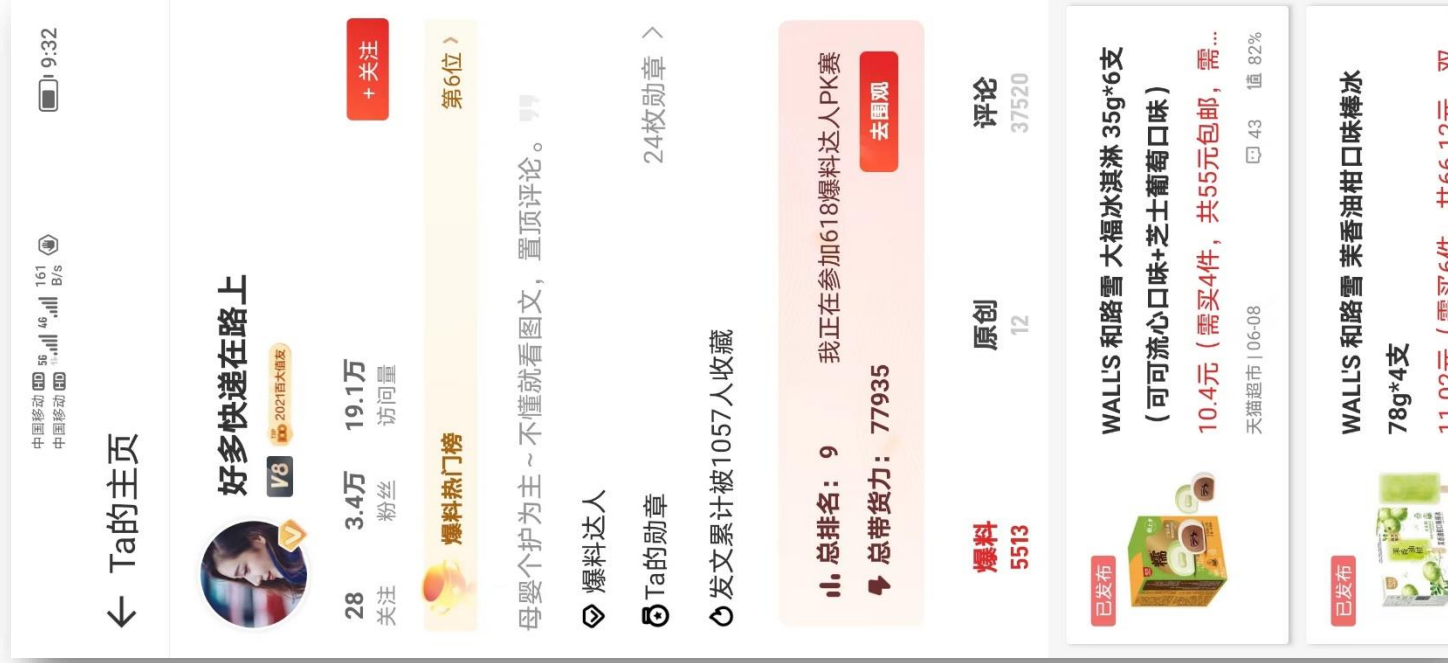 中国移动 HD 5G 4G 161 B/s
中国移动 HD
9:32
← Ta的主页
好多快递在路上
V8 TOP 100 2021百大值友
+ 关注
28 3.4万 19.1万
关注 粉丝 访问量
爆料热门榜 第6位 >
母婴个护为主～不懂就看图文，置顶评论。
爆料达人
Ta的勋章 24枚勋章 >
发文累计被1057人收藏
总排名：9 我正在参加618爆料达人PK赛
总带货力：77935 去围观
爆料 原创 评论
5513 12 37520
已发布
WALL'S 和路雪 大福冰淇淋 35g*6支
（可可流心口味+芝士葡萄口味）
10.4元（需买4件，共55元包邮，需...
天猫超市 | 06-08 43 值 82%
已发布
WALL'S 和路雪 茉香油柑口味棒冰
78g*4支